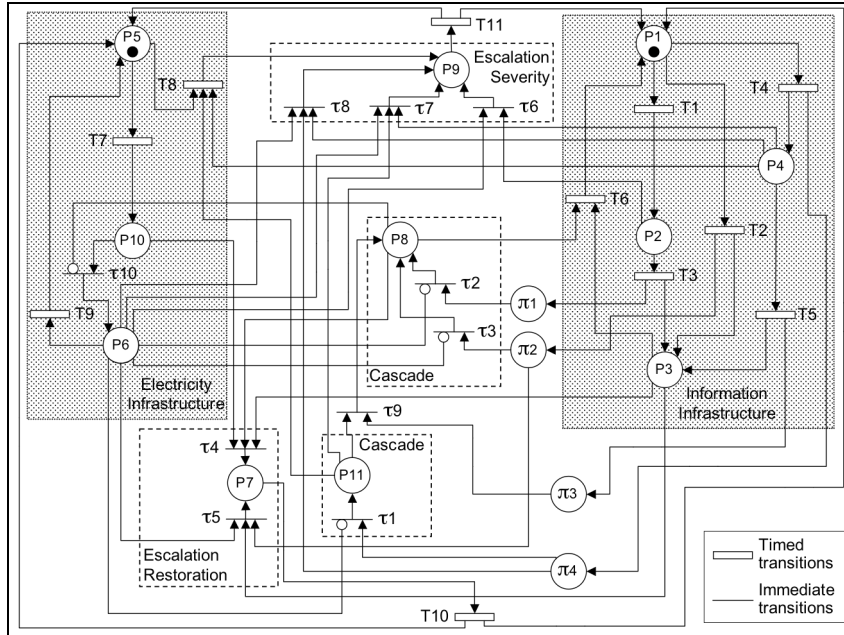 P5
T11
P1
T8
P9
Escalation
Severity
T4
τ8
τ7
τ6
T1
T7
P4
T6
P10
P8
P2
T2
τ10
τ2
T3
T9
π1
T5
P6
τ3
π2
P3
Electricity
Infrastructure
Cascade
Information
Infrastructure
τ9
τ4
Cascade
P7
P11
π3
τ5
τ1
Escalation
Restoration
π4
Timed
transitions
Immediate
transitions
T10